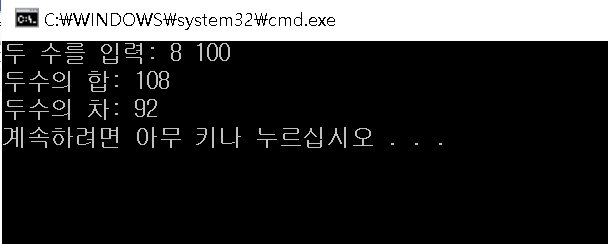 C:\WINDOWS\system32\cmd.exe
두 수를 입력: 8 100
두수의 합: 108
두수의 차: 92
계속하려면 아무 키나 누르십시오 . . .